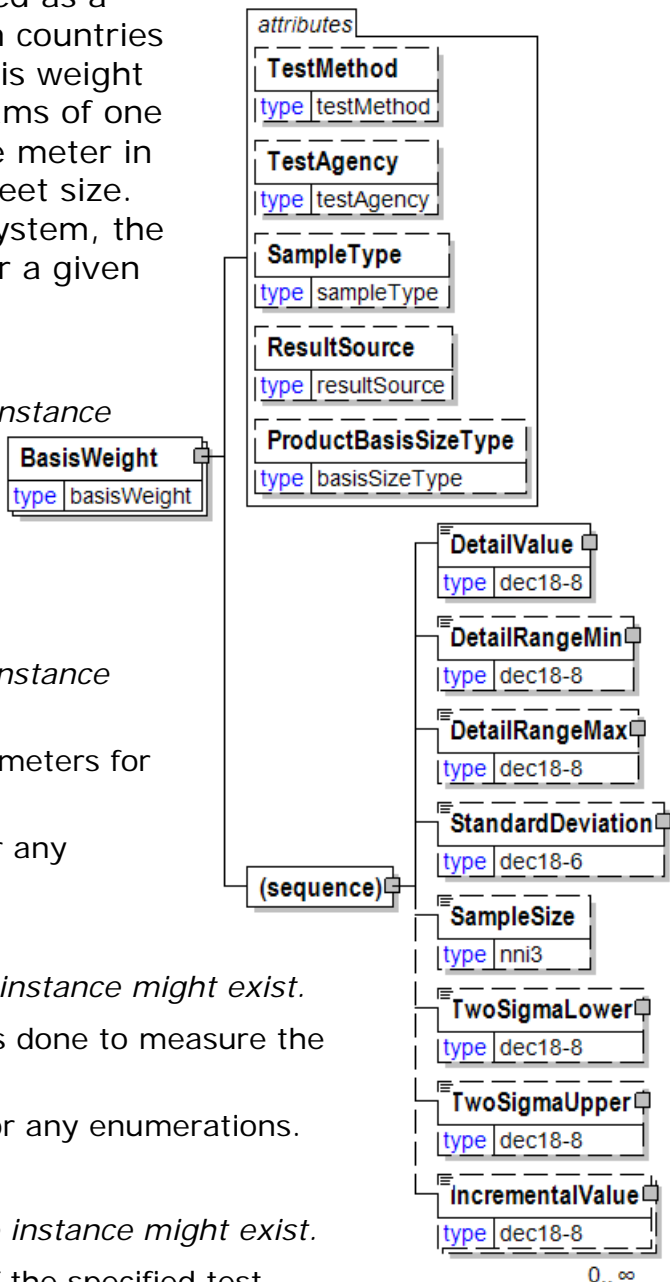 ed as a
n countries
is weight
ms of one
e meter in
eet size.
ystem, the
r a given
nstance
meters for
r any
instance might exist.
s done to measure the
or any enumerations.
instance might exist.
f the specified test
attributes
TestMethod
type testMethod
TestAgency
type testAgency
SampleType
type sampleType
ResultSource
type resultSource
ProductBasisSizeType
type basisSizeType
BasisWeight
type basisWeight
nstance
(sequence)
DetailValue
type dec18-8
DetailRangeMin
type dec18-8
DetailRangeMax
type dec18-8
StandardDeviation
type dec18-6
SampleSize
type nni3
TwoSigmaLower
type dec18-8
TwoSigmaUpper
type dec18-8
IncrementalValue
type dec18-8
0..∞